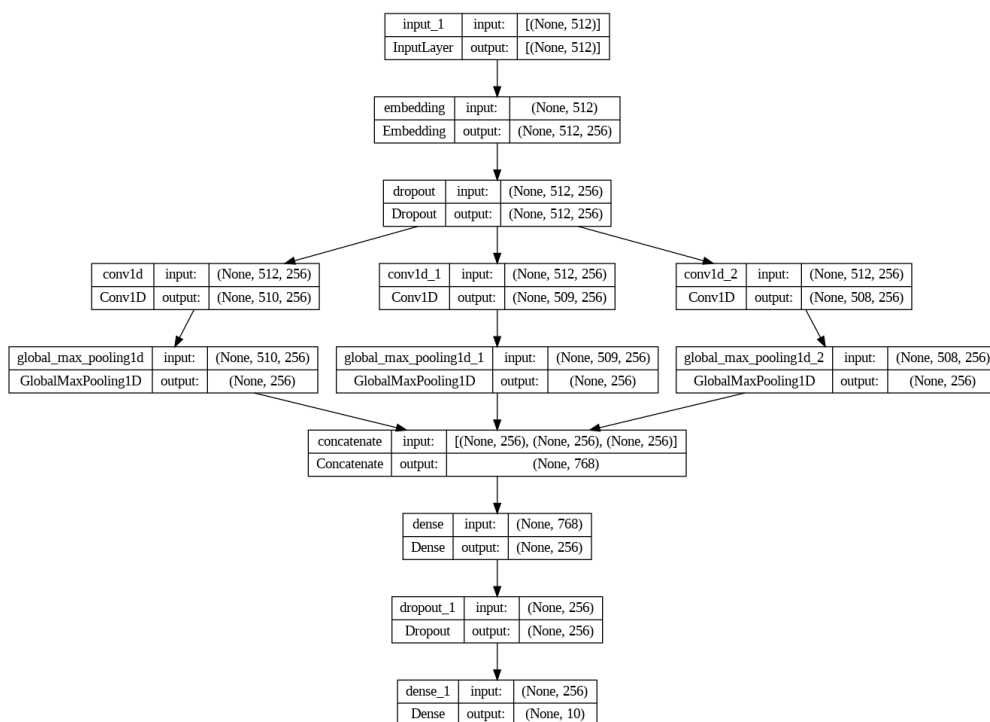 input_1 input: [(None, 512)]
InputLayer output: [(None, 512)]
embedding input: (None, 512)
Embedding output: (None, 512, 256)
dropout input: (None, 512, 256)
Dropout output: (None, 512, 256)
conv1d input: (None, 512, 256)
Conv1D output: (None, 510, 256)
conv1d_1 input: (None, 512, 256)
Conv1D output: (None, 509, 256)
conv1d_2 input: (None, 512, 256)
Conv1D output: (None, 508, 256)
global_max_pooling1d input: (None, 510, 256)
GlobalMaxPooling1D output: (None, 256)
global_max_pooling1d_1 input: (None, 509, 256)
GlobalMaxPooling1D output: (None, 256)
global_max_pooling1d_2 input: (None, 508, 256)
GlobalMaxPooling1D output: (None, 256)
concatenate input: [(None, 256), (None, 256), (None, 256)]
Concatenate output: (None, 768)
dense input: (None, 768)
Dense output: (None, 256)
dropout_1 input: (None, 256)
Dropout output: (None, 256)
dense_1 input: (None, 256)
Dense output: (None, 10)